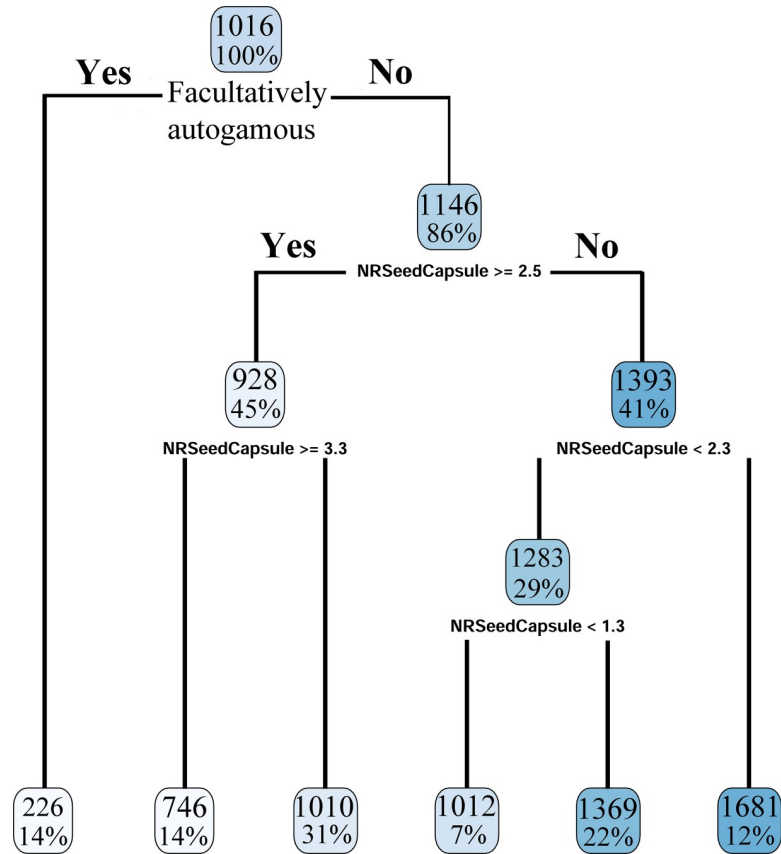 1016
100%
Yes
No
Facultatively
autogamous
1146
86%
Yes
No
NRSeedCapsule >= 2.5
928
45%
1393
41%
NRSeedCapsule >= 3.3
NRSeedCapsule < 2.3
1283
29%
NRSeedCapsule < 1.3
226
14%
746
14%
1010
31%
1012
7%
1369
22%
1681
12%